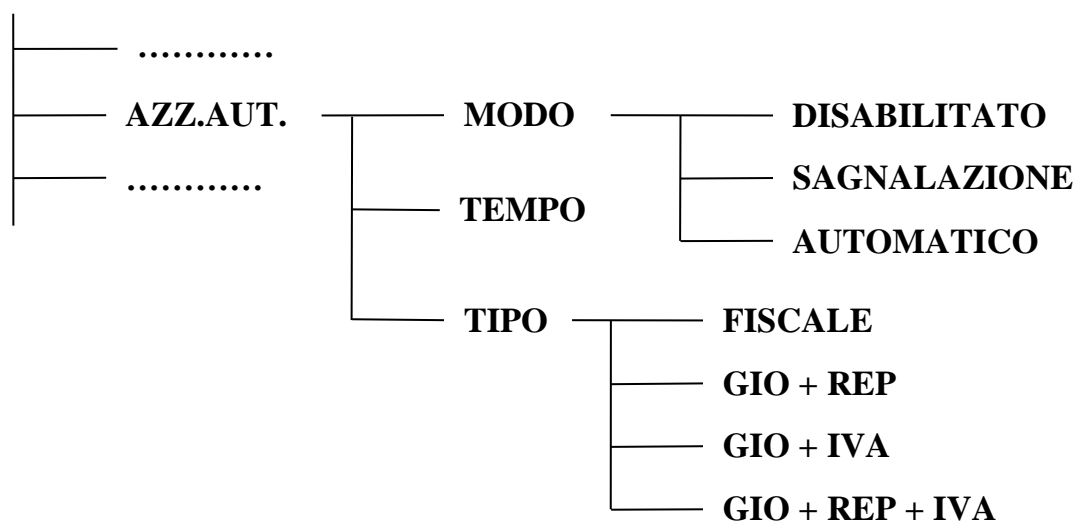 …………
AZZ.AUT. MODO DISABILITATO
………… SAGNALAZIONE
TEMPO
AUTOMATICO
TIPO FISCALE
GIO + REP
GIO + IVA
GIO + REP + IVA